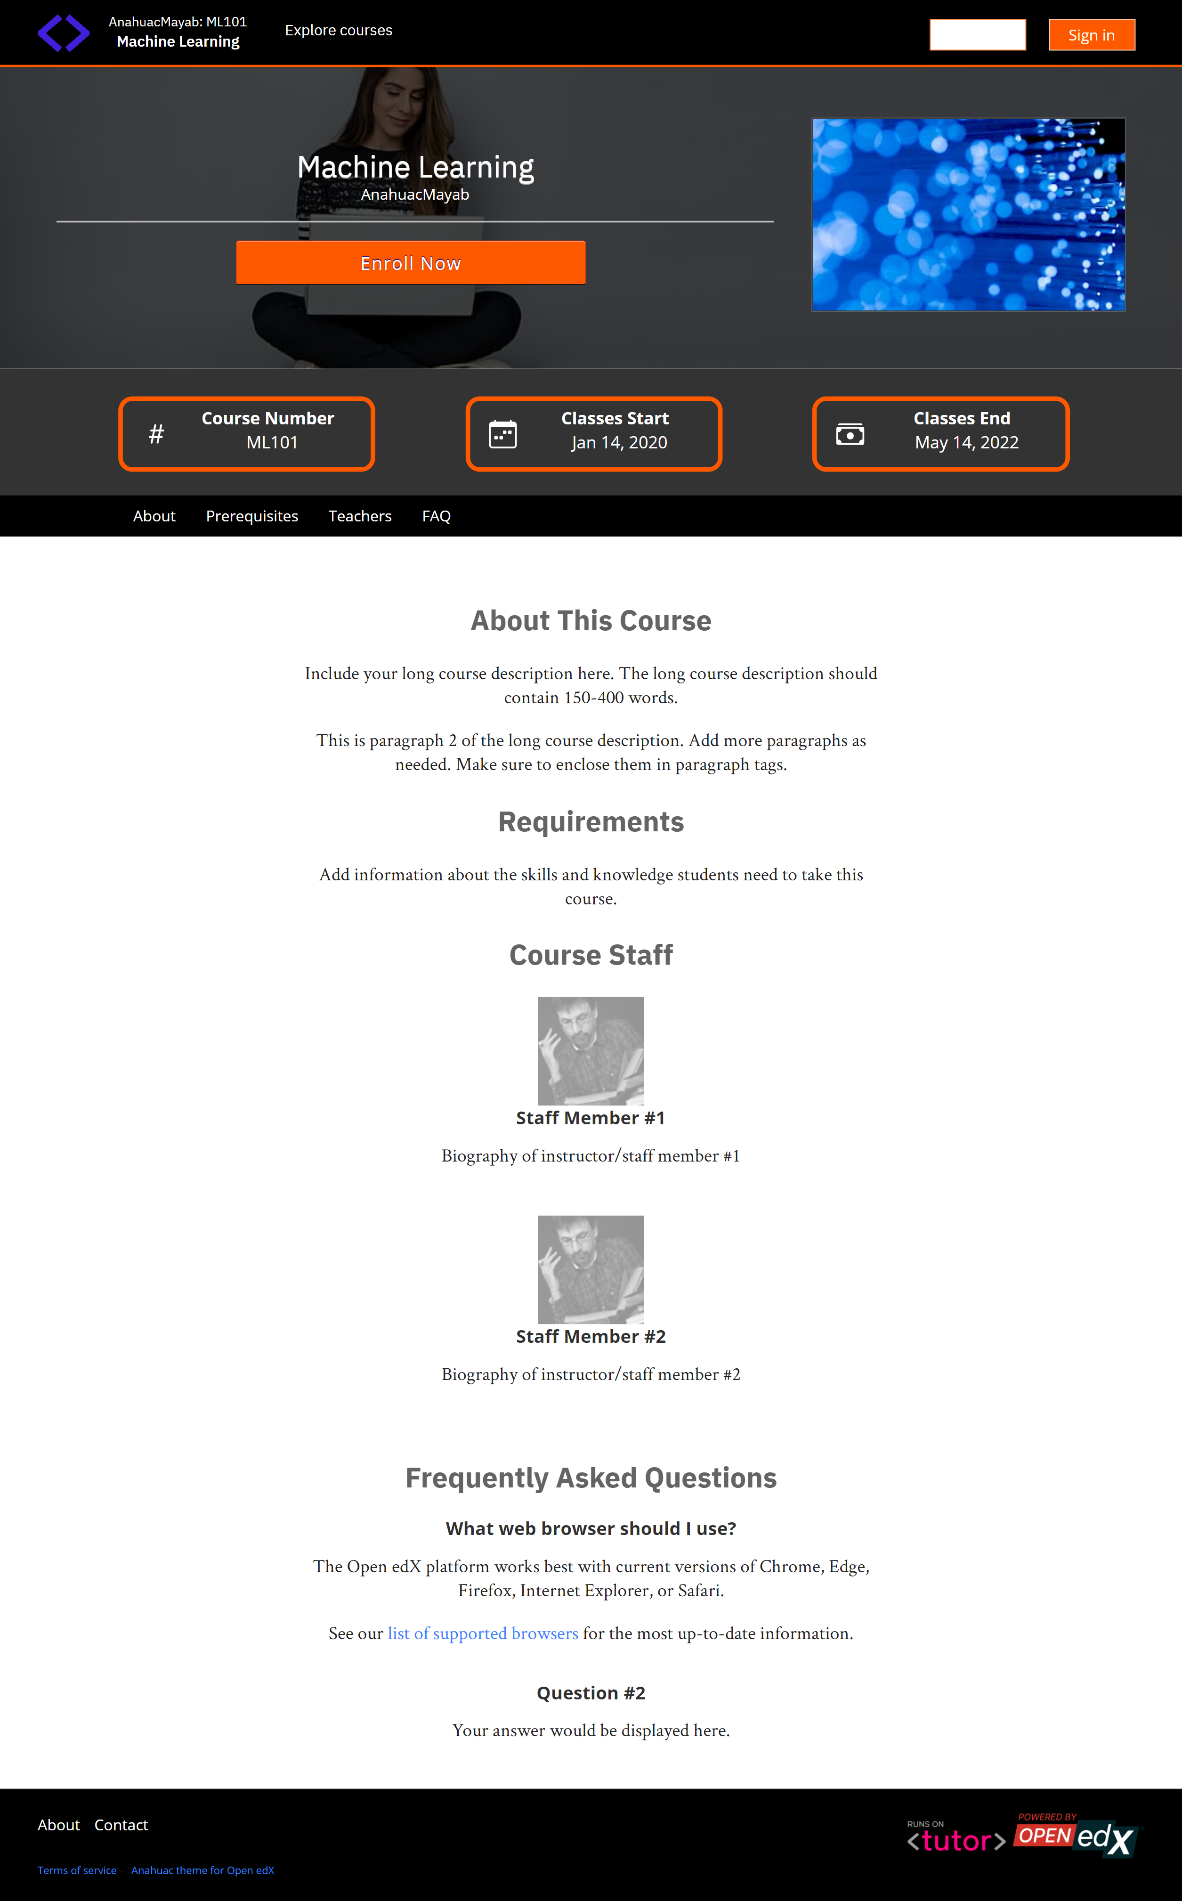 AnahuacMayab: ML101
Machine Learning
Explore courses
Sign in
Machine Learning
AnahuacMayab
Enroll Now
#
Course Number
ML101
Classes Start
Jan 14, 2020
Classes End
May 14, 2022
About Prerequisites Teachers FAQ
About This Course
Include your long course description here. The long course description should
contain 150-400 words.
This is paragraph 2 of the long course description. Add more paragraphs as
needed. Make sure to enclose them in paragraph tags.
Requirements
Add information about the skills and knowledge students need to take this
course.
Course Staff
Staff Member #1
Biography of instructor/staff member #1
Staff Member #2
Biography of instructor/staff member #2
Frequently Asked Questions
What web browser should I use?
The Open edX platform works best with current versions of Chrome, Edge,
Firefox, Internet Explorer, or Safari.
See our list of supported browsers for the most up-to-date information.
Question #2
Your answer would be displayed here.
About Contact
RUNS ON
<tutor>
POWERED BY
OPEN edX
Terms of service - Anahuac theme for Open edX